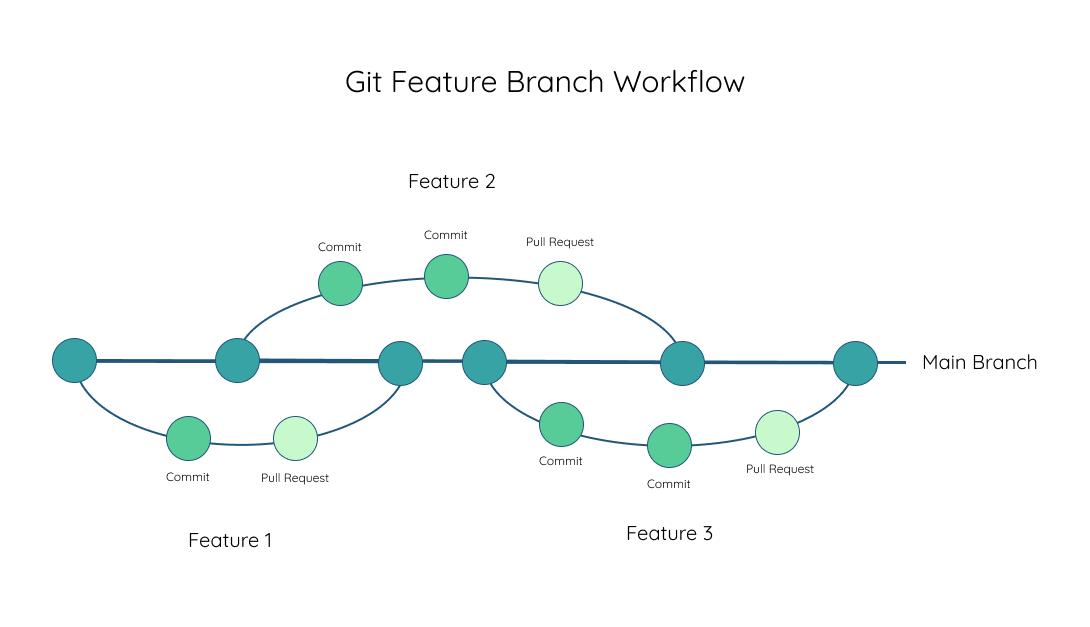 Git Feature Branch Workflow
Feature 2
Commit
Commit
Pull Request
Main Branch
Commit
Pull Request
Commit
Commit
Pull Request
Feature 1
Feature 3